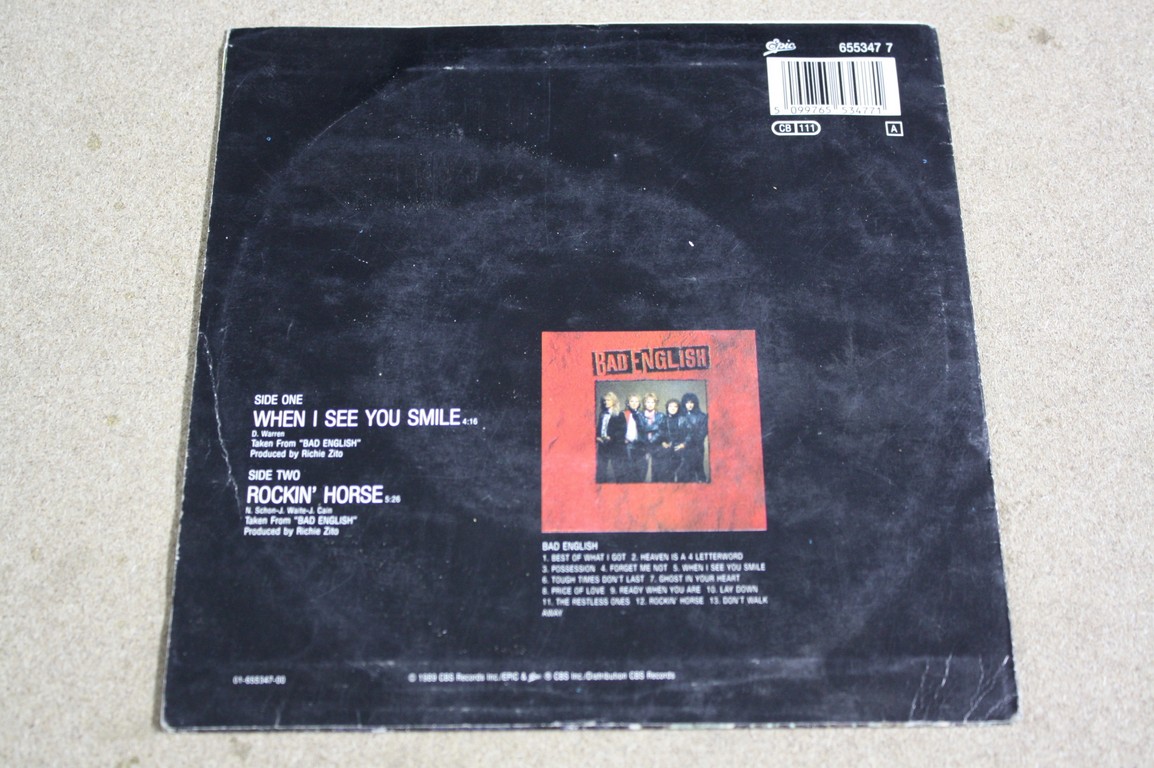 Epic
655347 7
5 099765 534771
CB 111
A
BAD ENGLISH
SIDE ONE
WHEN I SEE YOU SMILE 4:16
D. Warren
Taken From "BAD ENGLISH"
Produced by Richie Zito
SIDE TWO
ROCKIN' HORSE 5:26
N. Schon-J. Waite-J. Cain
Taken From "BAD ENGLISH"
Produced by Richie Zito
BAD ENGLISH
1. BEST OF WHAT I GOT 2. HEAVEN IS A 4 LETTERWORD
3. POSSESSION 4. FORGET ME NOT 5. WHEN I SEE YOU SMILE
6. TOUGH TIMES DON'T LAST 7. GHOST IN YOUR HEART
8. PRICE OF LOVE 9. READY WHEN YOU ARE 10. LAY DOWN
11. THE RESTLESS ONES 12. ROCKIN' HORSE 13. DON'T WALK
AWAY
01-655347-00
© 1989 CBS Records Inc./EPIC & ℗ CBS Inc./Distribution CBS Records